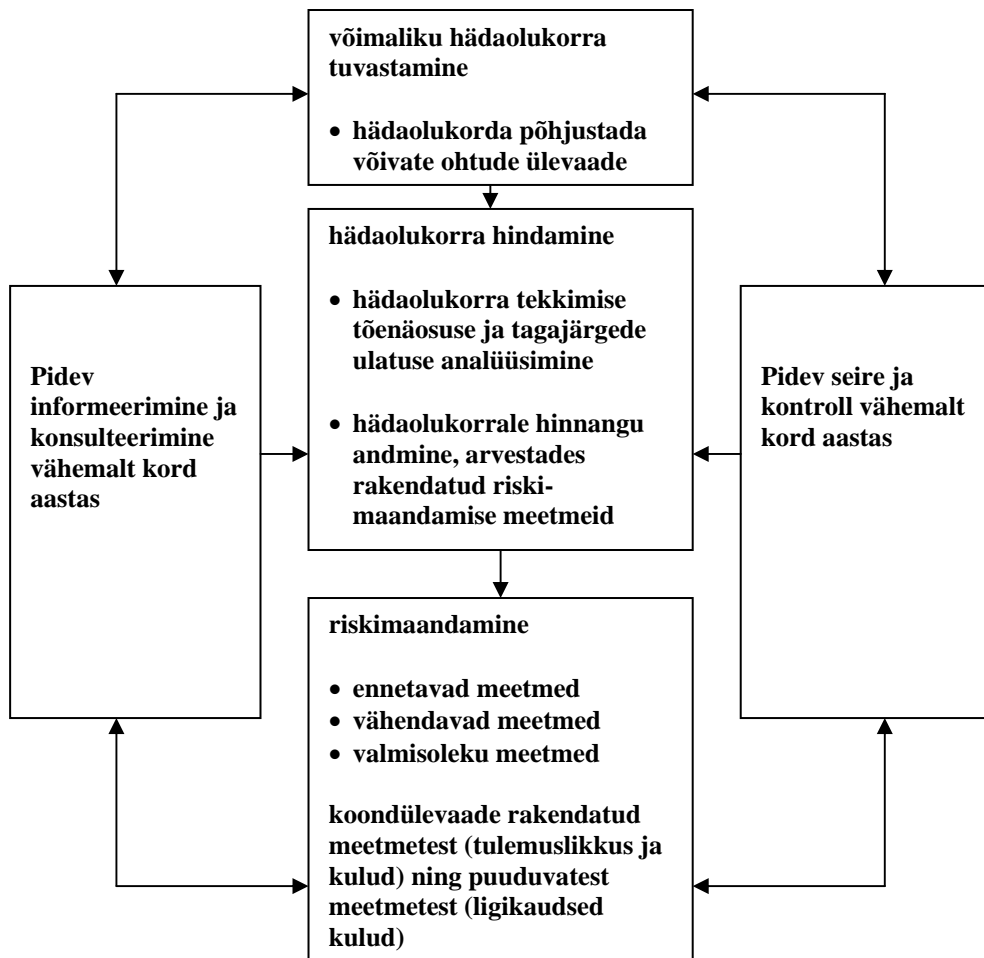 võimaliku hädaolukorra
tuvastamine
• hädaolukorda põhjustada
võivate ohtude ülevaade
hädaolukorra hindamine
• hädaolukorra tekkimise
tõenäosuse ja tagajärgede
ulatuse analüüsimine
• hädaolukorrale hinnangu
andmine, arvestades
rakendatud riski-
maandamise meetmeid
Pidev
informeerimine ja
konsulteerimine
vähemalt kord
aastas
Pidev seire ja
kontroll vähemalt
kord aastas
riskimaandamine
• ennetavad meetmed
• vähendavad meetmed
• valmisoleku meetmed
koondülevaade rakendatud
meetmetest (tulemuslikkus ja
kulud) ning puuduvatest
meetmetest (ligikaudsed
kulud)